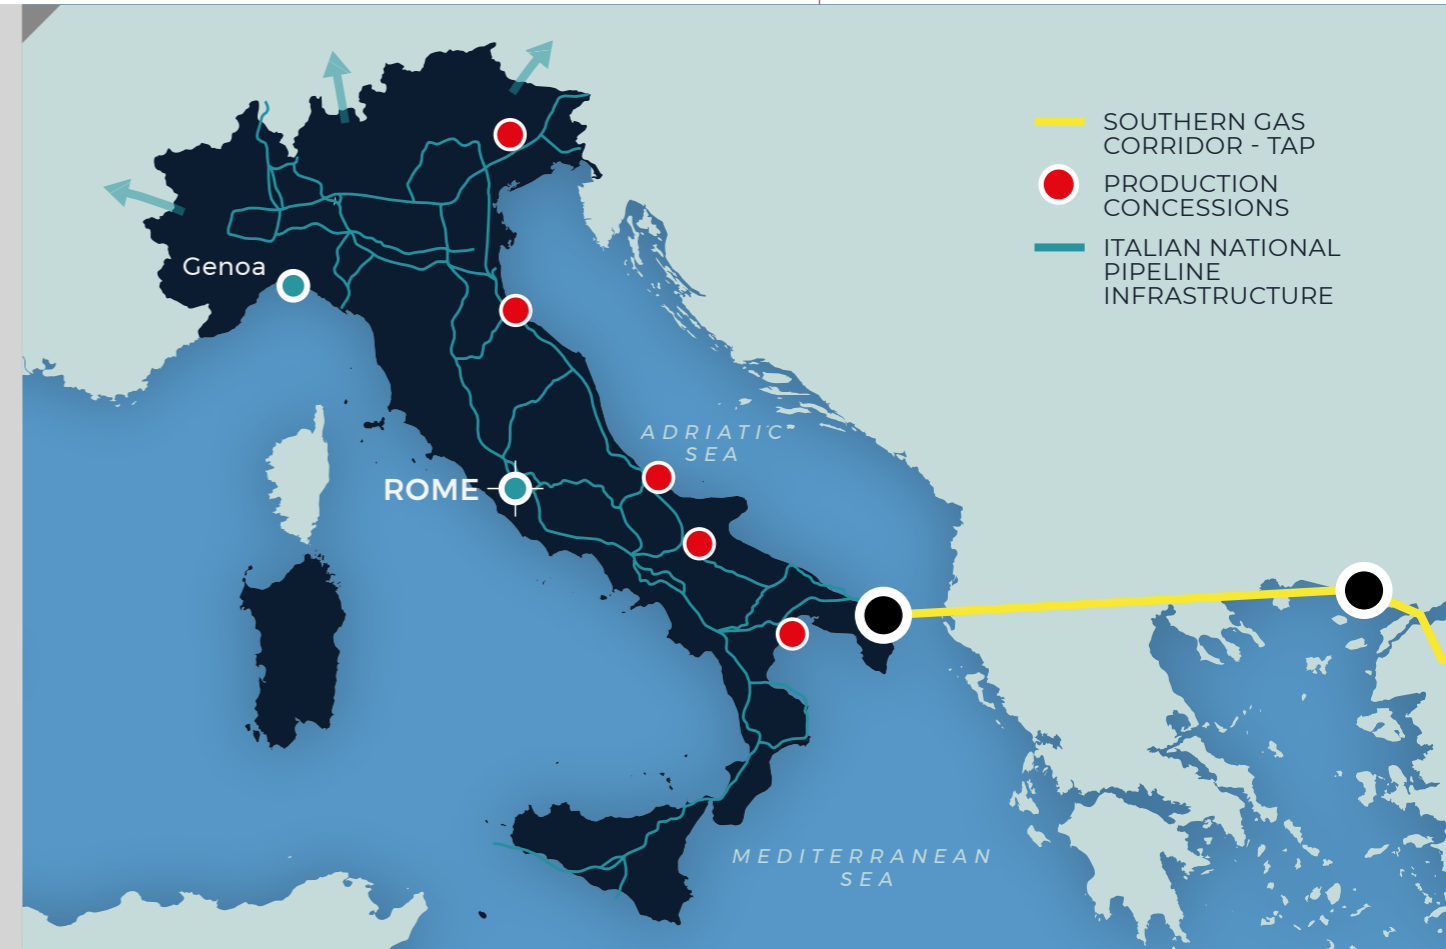 SOUTHERN GAS
CORRIDOR - TAP
PRODUCTION
CONCESSIONS
ITALIAN NATIONAL
PIPELINE
INFRASTRUCTURE
Genoa
ADRIATIC
SEA
ROME
MEDITERRANEAN
SEA